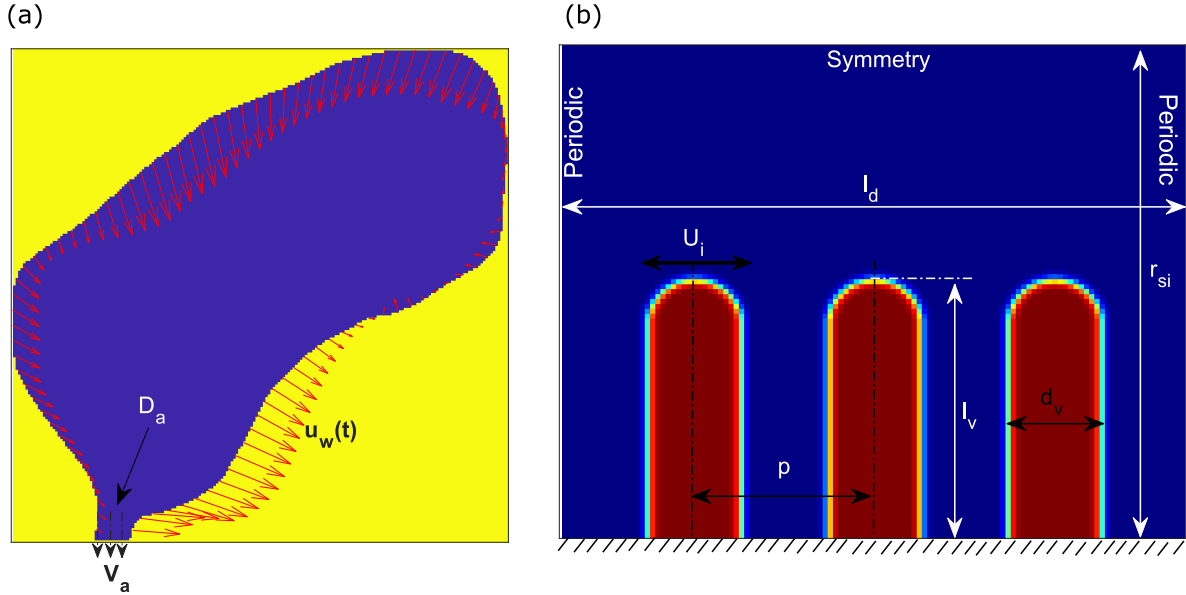 (a)
D_a
u_w(t)
V_a
(b)
Symmetry
Periodic
Periodic
l_d
U_i
r_si
l_v
d_v
p